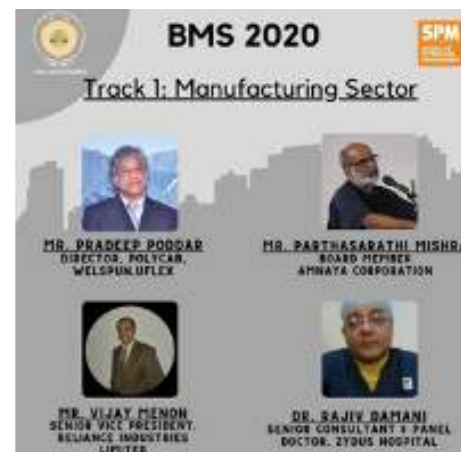 BMS 2020
SPM
Track 1: Manufacturing Sector
MR. PRADEEP PODDAR
DIRECTOR, POLYCAB,
WELSPUN,UFLEX
MR. PARTHASARATHI MISHRA
BOARD MEMBER
AMNAYA CORPORATION
MR. VIJAY MENON
SENIOR VICE PRESIDENT,
RELIANCE INDUSTRIES
LIMITED
DR. RAJIV DAMANI
SENIOR CONSULTANT & PANEL
DOCTOR, ZYDUS HOSPITAL